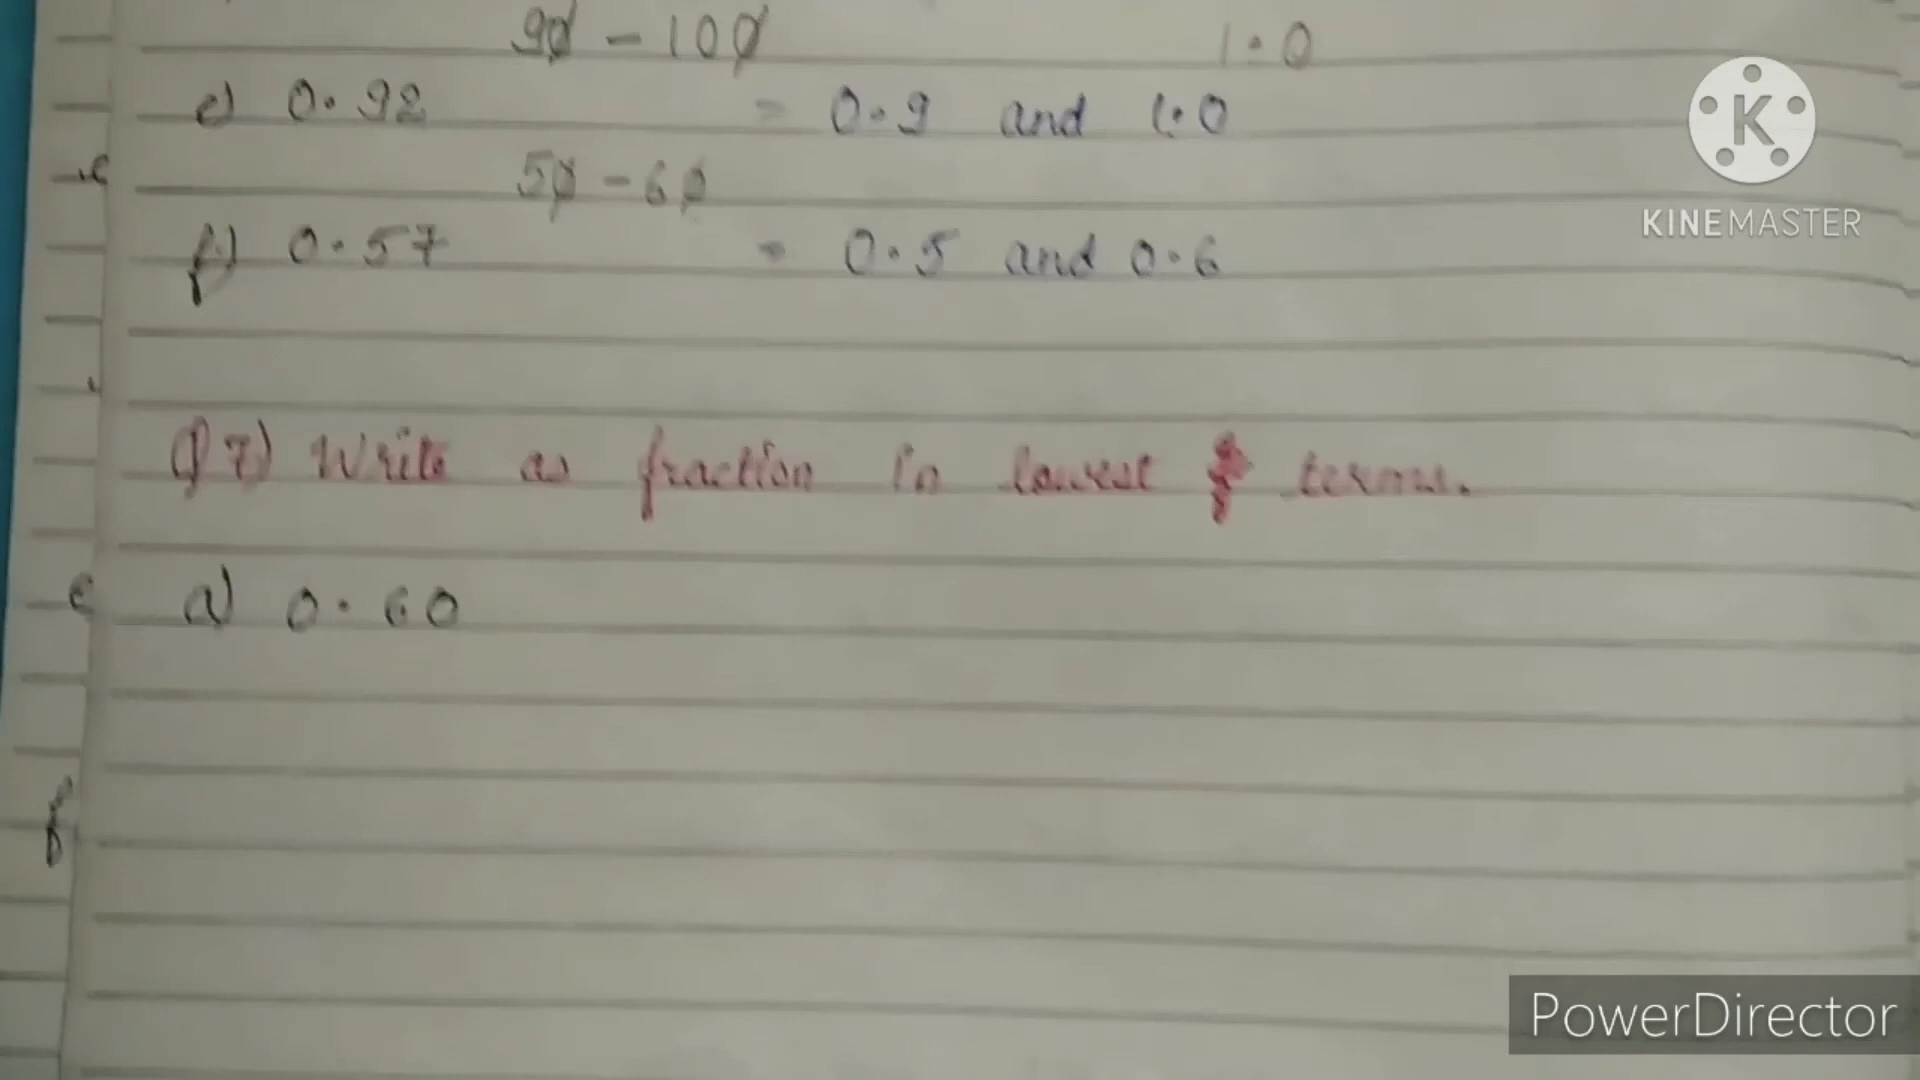 90 - 100 1.0
e) 0.92 = 0.9 and 1.0
50 - 60
f) 0.57 = 0.5 and 0.6
Q7) Write as fraction in lowest terms.
e a) 0.60
f
K
KINEMASTER
PowerDirector